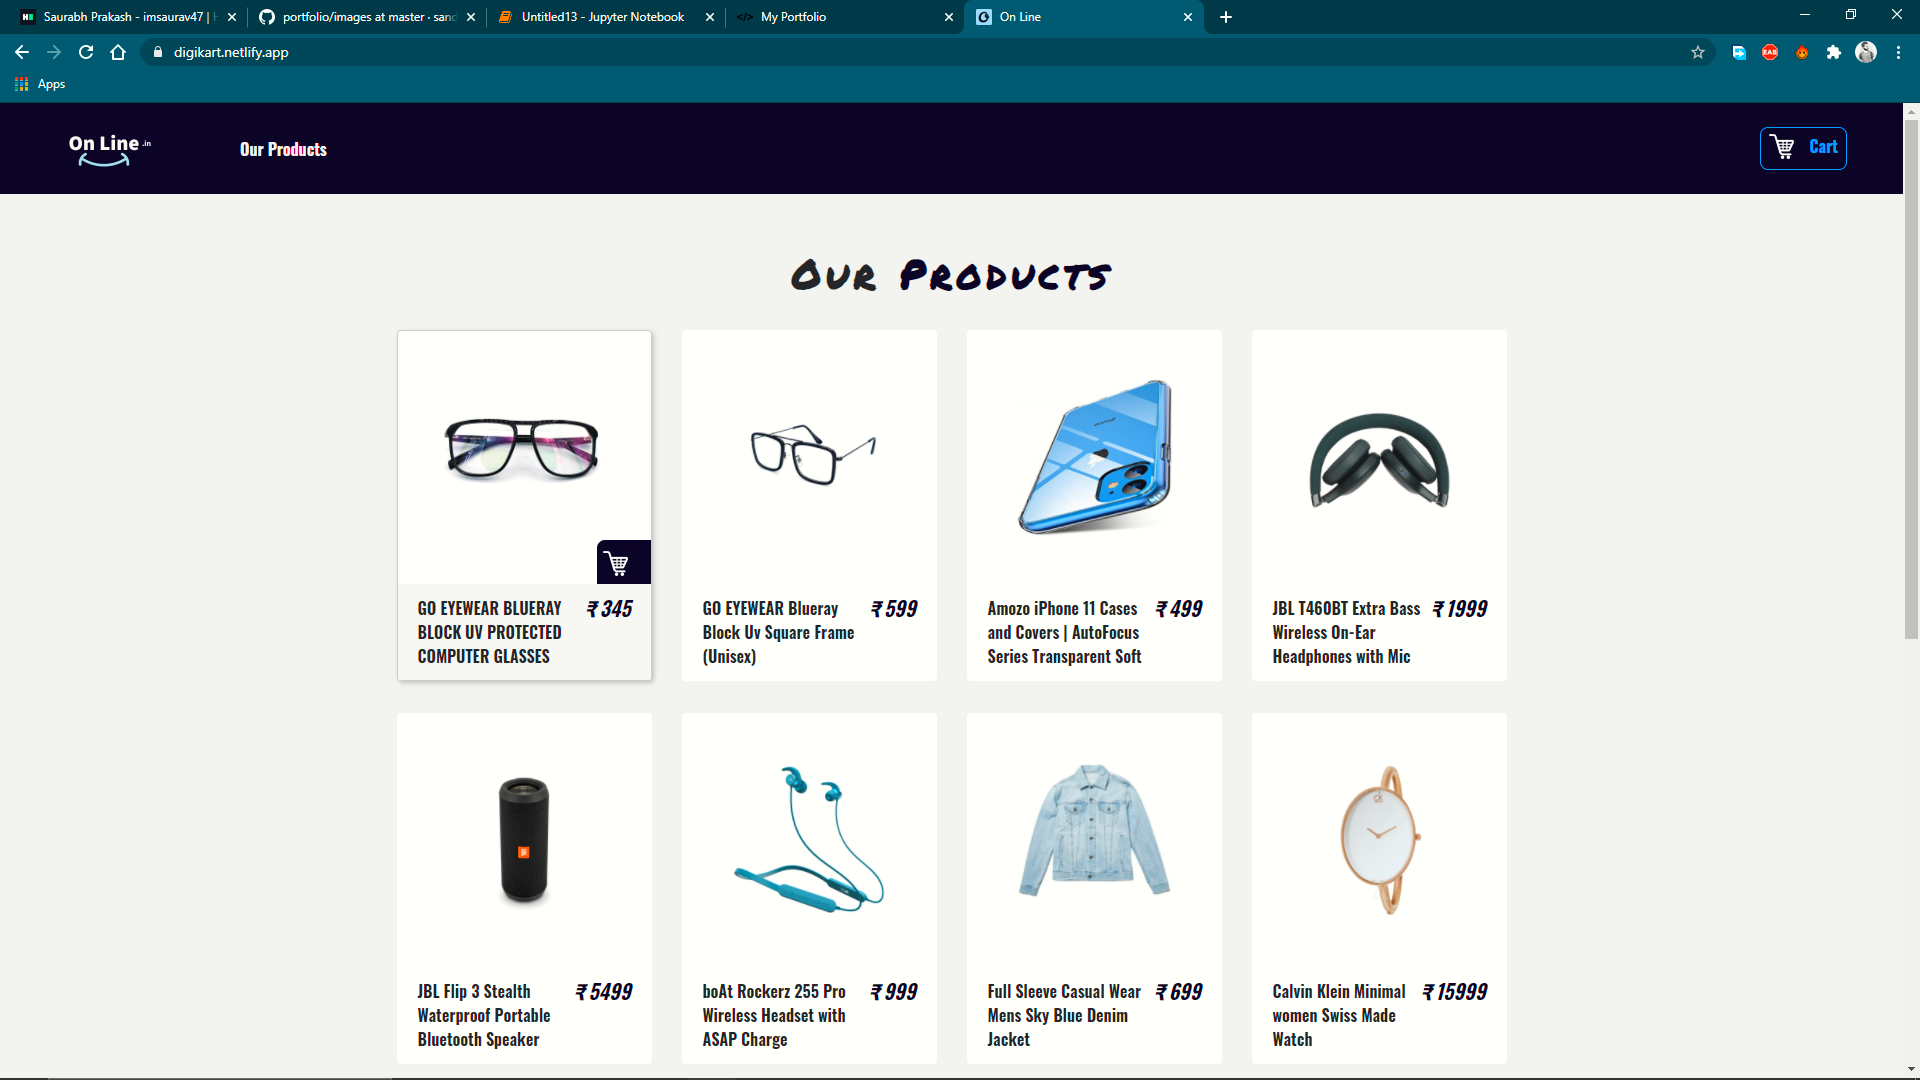 Saurabh Prakash - imsaurav47 |
portfolio/images at master · sand
Untitled13 - Jupyter Notebook
</> My Portfolio
On Line
digikart.netlify.app
EAB
Apps
On Line .in
Our Products
Cart
Our Products
GO EYEWEAR BLUERAY
BLOCK UV PROTECTED
COMPUTER GLASSES
₹ 345
GO EYEWEAR Blueray
Block Uv Square Frame
(Unisex)
₹ 599
Amozo iPhone 11 Cases
and Covers | AutoFocus
Series Transparent Soft
₹ 499
JBL T460BT Extra Bass
Wireless On-Ear
Headphones with Mic
₹ 1999
JBL Flip 3 Stealth
Waterproof Portable
Bluetooth Speaker
₹ 5499
boAt Rockerz 255 Pro
Wireless Headset with
ASAP Charge
₹ 999
Full Sleeve Casual Wear
Mens Sky Blue Denim
Jacket
₹ 699
ck
Calvin Klein Minimal
women Swiss Made
Watch
₹ 15999